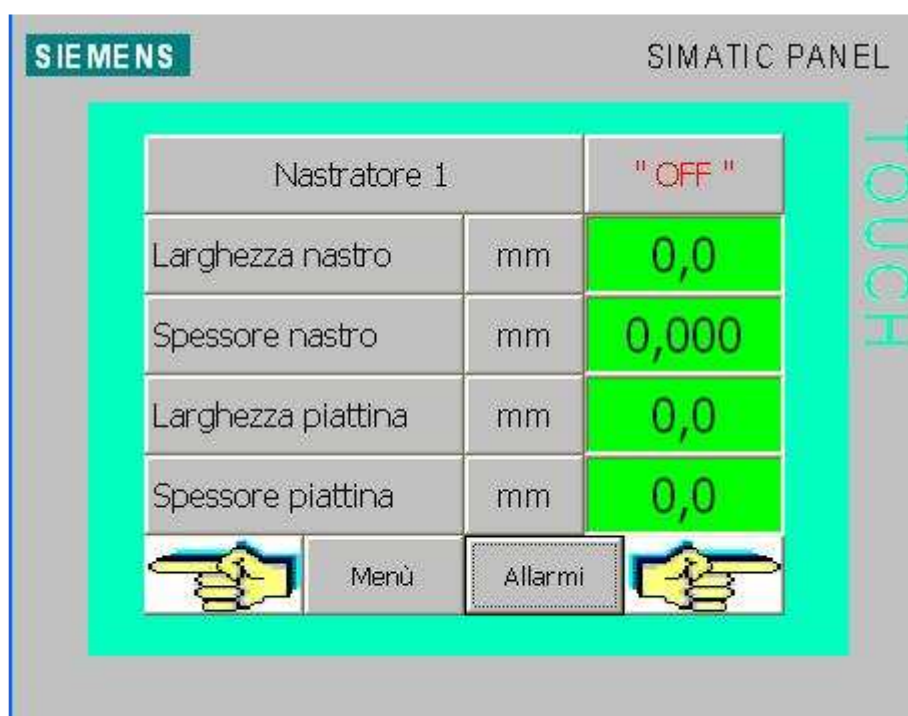 SIEMENS
SIMATIC PANEL
TOUCH
Nastratore 1
" OFF "
Larghezza nastro mm 0,0
Spessore nastro mm 0,000
Larghezza piattina mm 0,0
Spessore piattina mm 0,0
Menù Allarmi